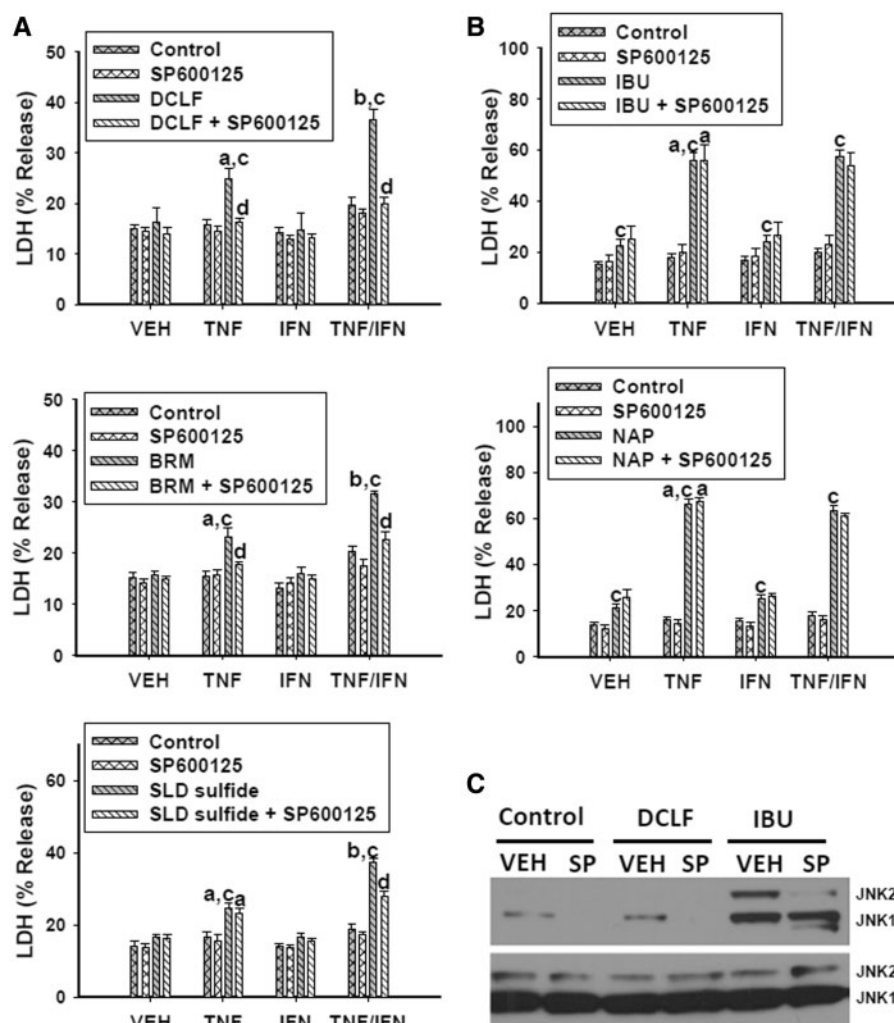 A
50
40
30
20
10
0
LDH (% Release)
Control
SP600125
DCLF
DCLF + SP600125
a,c
d
b,c
d
VEH TNF IFN TNF/IFN
50
40
30
20
10
0
LDH (% Release)
Control
SP600125
BRM
BRM + SP600125
a,c
d
b,c
d
VEH TNF IFN TNF/IFN
60
40
20
0
LDH (% Release)
Control
SP600125
SLD sulfide
SLD sulfide + SP600125
a,c a
b,c
d
VEH TNF IFN TNF/IFN
B
100
80
60
40
20
0
LDH (% Release)
Control
SP600125
IBU
IBU + SP600125
c
a,c a
c
c
VEH TNF IFN TNF/IFN
100
80
60
40
20
0
LDH (% Release)
Control
SP600125
NAP
NAP + SP600125
c
a,c a
c
c
VEH TNF IFN TNF/IFN
C
Control DCLF IBU
VEH SP VEH SP VEH SP
JNK2
JNK1
JNK2
JNK1